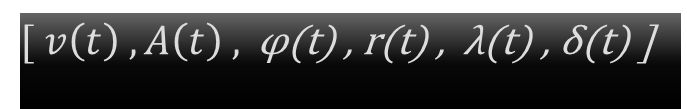 [ v(t) , A(t) , φ(t) , r(t) , λ(t) , δ(t) ]